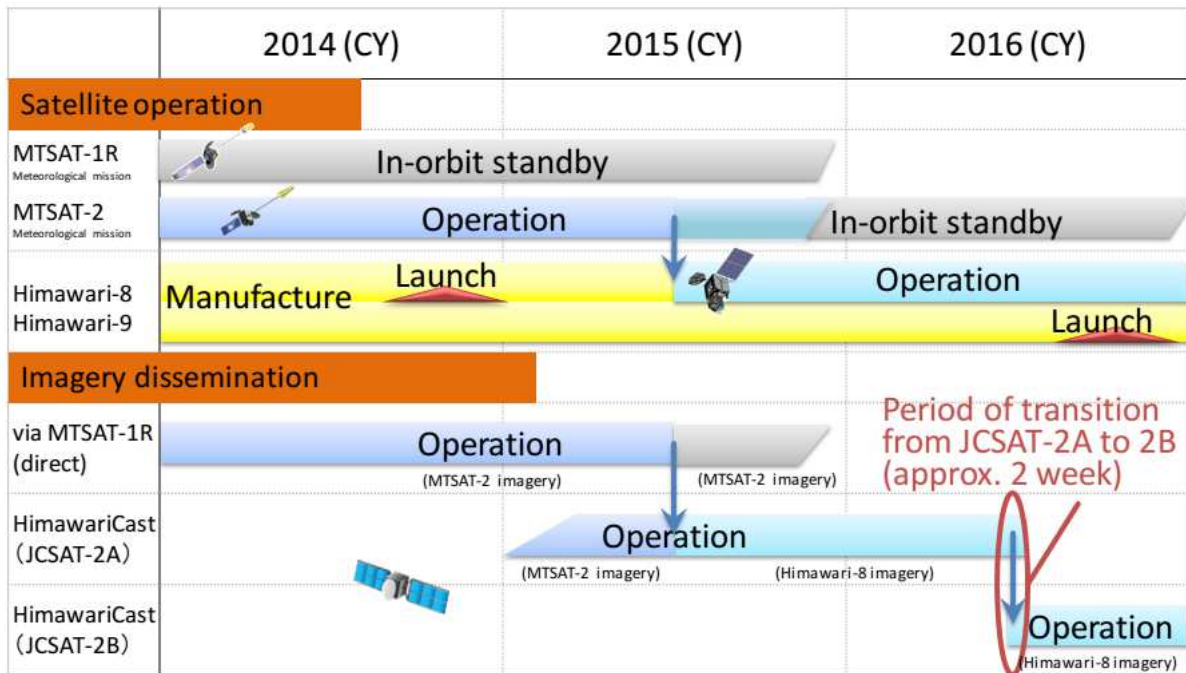 2014 (CY)
2015 (CY)
2016 (CY)
Satellite operation
MTSAT-1R
Meteorological mission
In-orbit standby
MTSAT-2
Meteorological mission
Operation
In-orbit standby
Himawari-8
Himawari-9
Manufacture
Launch
Operation
Launch
Imagery dissemination
via MTSAT-1R
(direct)
Operation
(MTSAT-2 imagery)
(MTSAT-2 imagery)
Period of transition
from JCSAT-2A to 2B
(approx. 2 week)
HimawariCast
（JCSAT-2A）
Operation
(MTSAT-2 imagery)
(Himawari-8 imagery)
HimawariCast
（JCSAT-2B）
Operation
(Himawari-8 imagery)